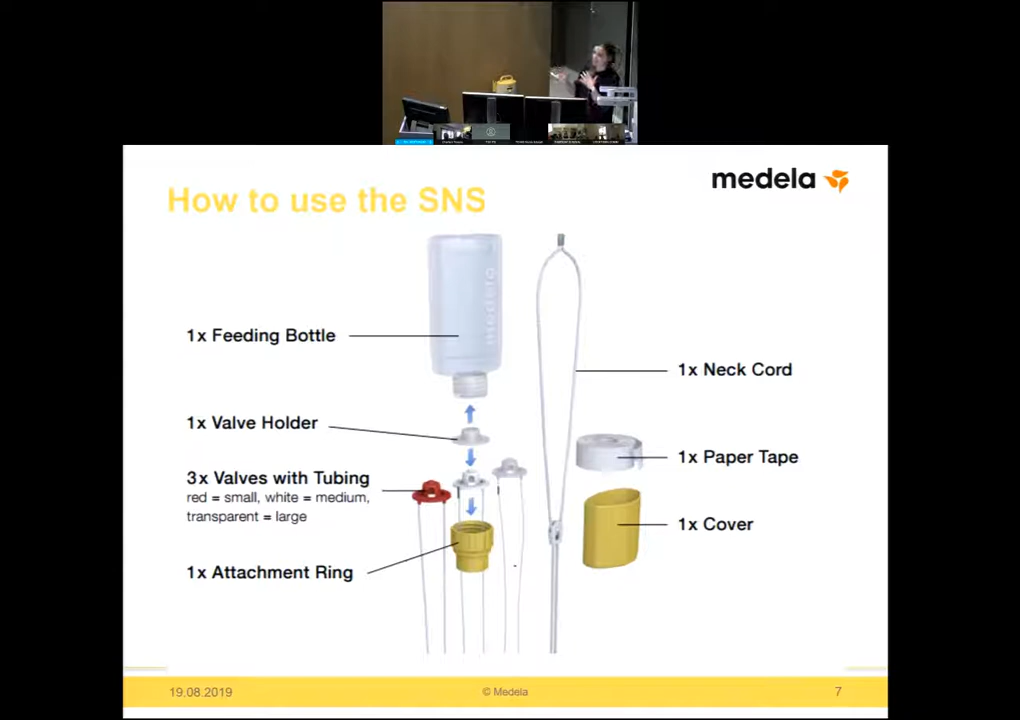 medela
How to use the SNS
medela
1x Feeding Bottle
1x Neck Cord
1x Valve Holder
1x Paper Tape
3x Valves with Tubing
red = small, white = medium,
transparent = large
1x Cover
1x Attachment Ring
19.08.2019
© Medela
7